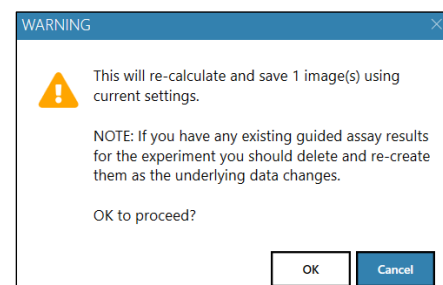 WARNING
This will re-calculate and save 1 image(s) using
current settings.
NOTE: If you have any existing guided assay results
for the experiment you should delete and re-create
them as the underlying data changes.
OK to proceed?
OK
Cancel